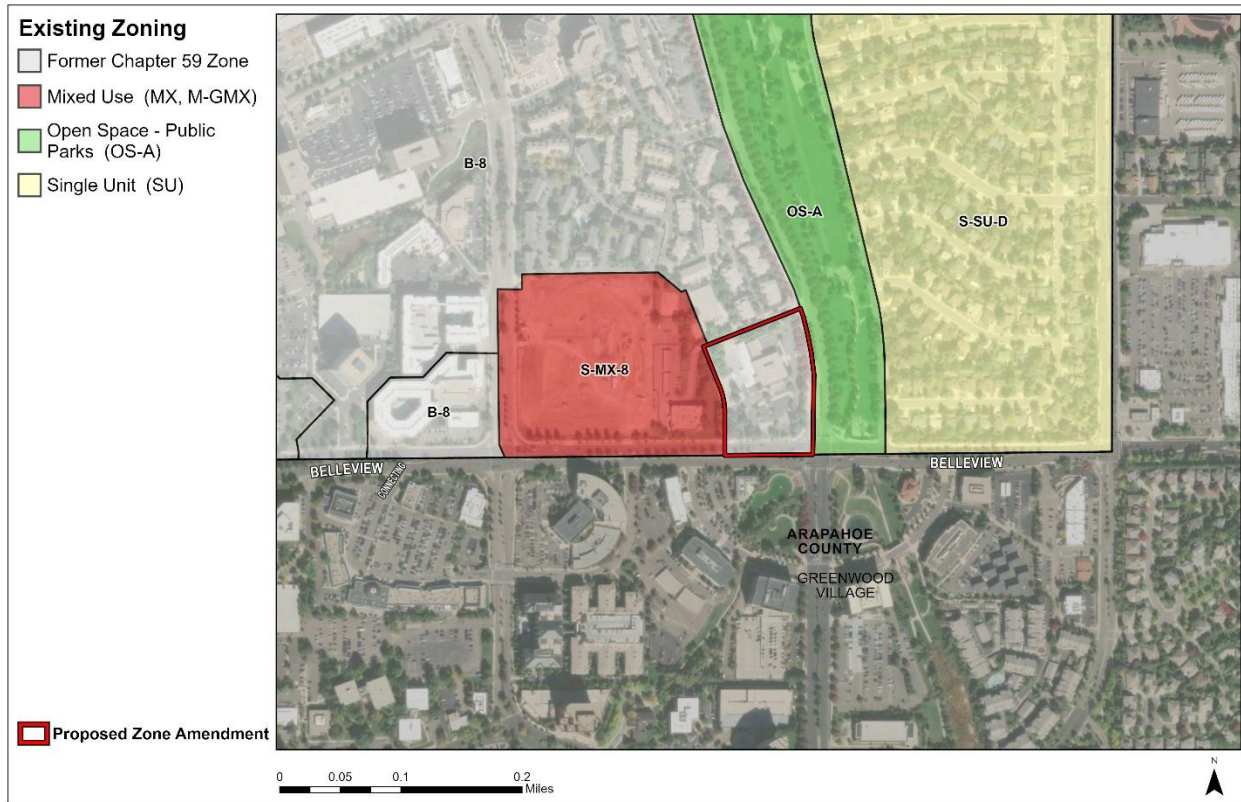 Existing Zoning
Former Chapter 59 Zone
Mixed Use (MX, M-GMX)
Open Space - Public
Parks (OS-A)
Single Unit (SU)
Proposed Zone Amendment
B-8
OS-A
S-SU-D
S-MX-8
B-8
BELLEVIEW
BELLEVIEW
CONNECTING
ARAPAHOE
COUNTY
GREENWOOD
VILLAGE
0 0.05 0.1 0.2
Miles
N